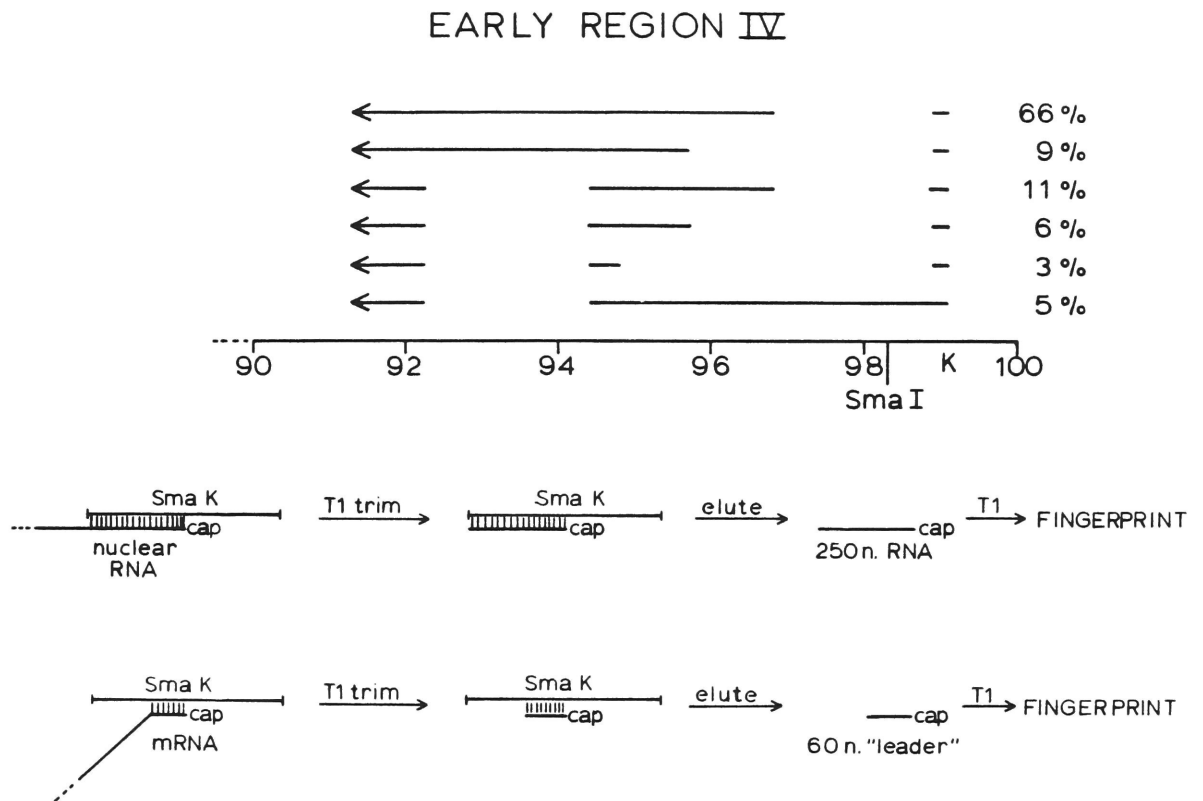 EARLY REGION IV
66 %
9 %
11 %
6 %
3 %
5 %
90 92 94 96 98 K 100
Sma I
Sma K
cap
nuclear
RNA
T1 trim
Sma K
cap
elute
cap
250 n. RNA
T1
FINGERPRINT
Sma K
cap
mRNA
T1 trim
Sma K
cap
elute
cap
60 n. "leader"
T1
FINGERPRINT